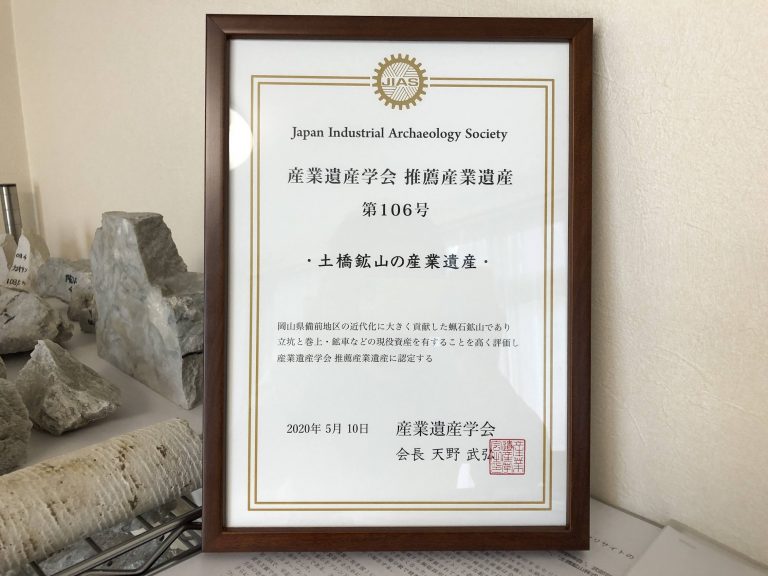 JIAS
Japan Industrial Archaeology Society
産業遺産学会 推薦産業遺産
第106号
・土橋鉱山の産業遺産・
岡山県備前地区の近代化に大きく貢献した蝋石鉱山であり
立坑と巻上・鉱車などの現役資産を有することを高く評価し
産業遺産学会 推薦産業遺産に認定する
2020年 5月 10日
産業遺産学会
会長 天野 武弘